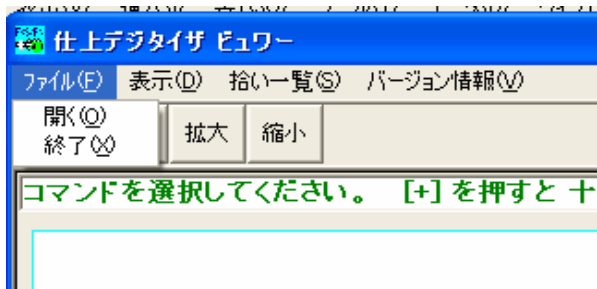 仕上デジタイザ ビュワー
ファイル(F) 表示(D) 拾い一覧(S) バージョン情報(V)
開く(O)
終了(X)
拡大 縮小
コマンドを選択してください。 [+] を押すと 十